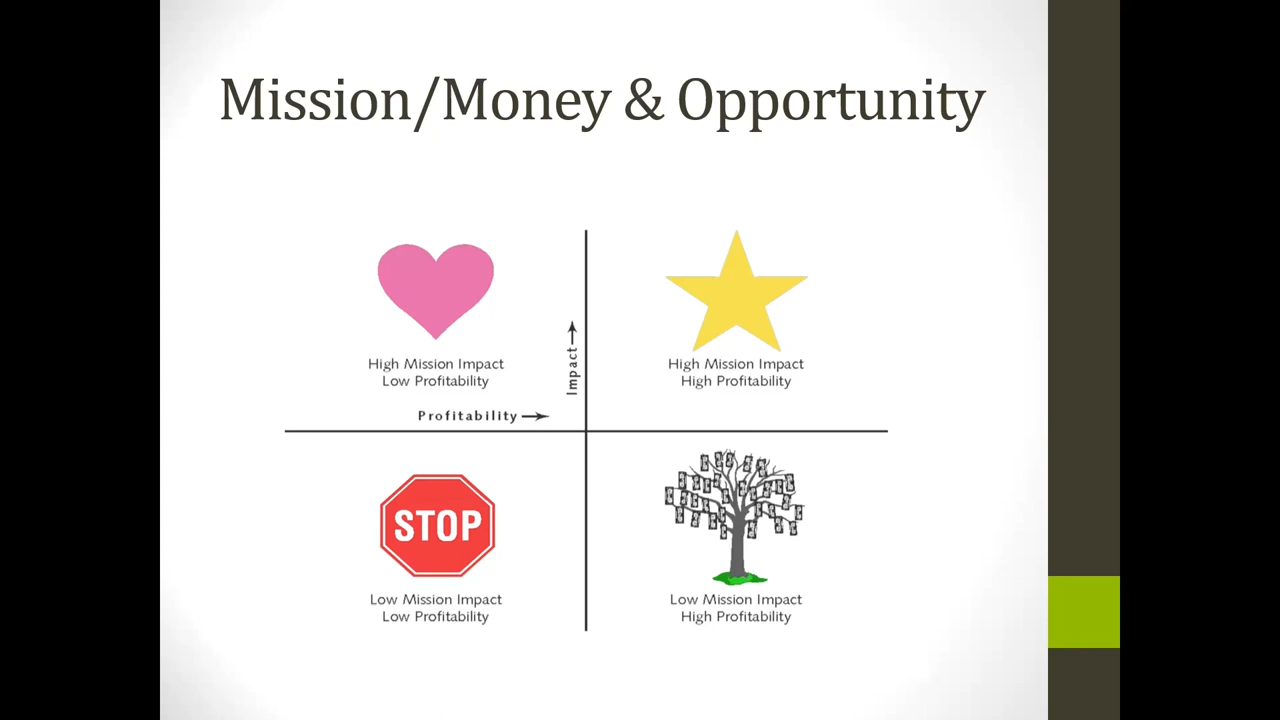 Mission/Money & Opportunity
High Mission Impact
Low Profitability
Impact
High Mission Impact
High Profitability
Profitability
STOP
Low Mission Impact
Low Profitability
Low Mission Impact
High Profitability